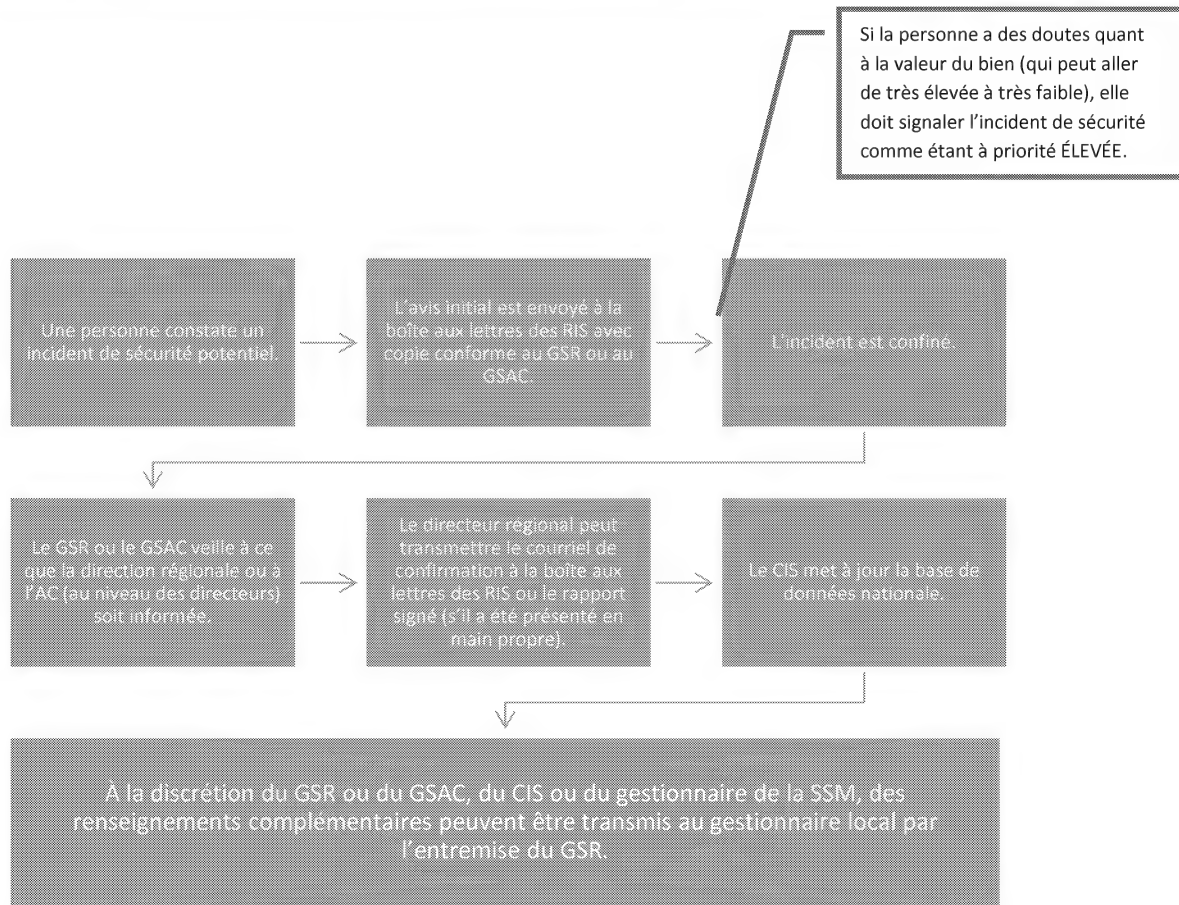 Si la personne a des doutes quant
à la valeur du bien (qui peut aller
de très élevée à très faible), elle
doit signaler l'incident de sécurité
comme étant à priorité ÉLEVÉE.
Une personne constate un
incident de sécurité potentiel.
L'avis initial est envoyé à la
boîte aux lettres des RIS avec
copie conforme au GSR ou au
GSAC.
L'incident est confiné.
Le GSR ou le GSAC veille à ce
que la direction régionale ou à
l'AC (au niveau des directeurs)
soit informée.
Le directeur régional peut
transmettre le courriel de
confirmation à la boîte aux
lettres des RIS ou le rapport
signé (s'il a été présenté en
main propre).
Le CIS met à jour la base de
données nationale.
À la discrétion du GSR ou du GSAC, du CIS ou du gestionnaire de la SSM, des
renseignements complémentaires peuvent être transmis au gestionnaire local par
l'entremise du GSR.